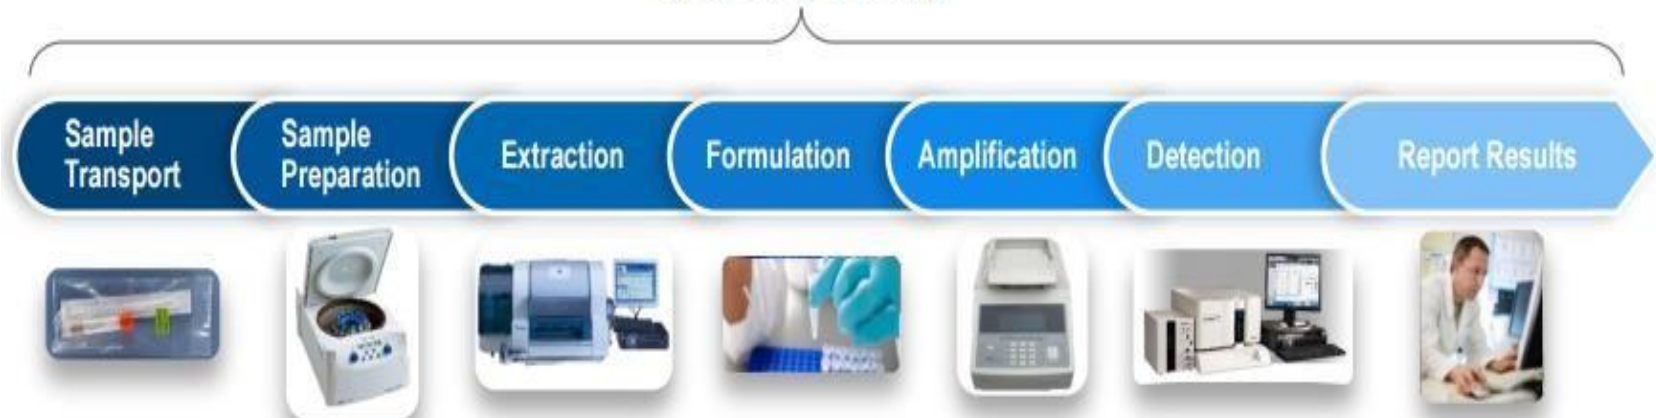 Sample
Transport
Sample
Preparation
Extraction
Formulation
Amplification
Detection
Report Results